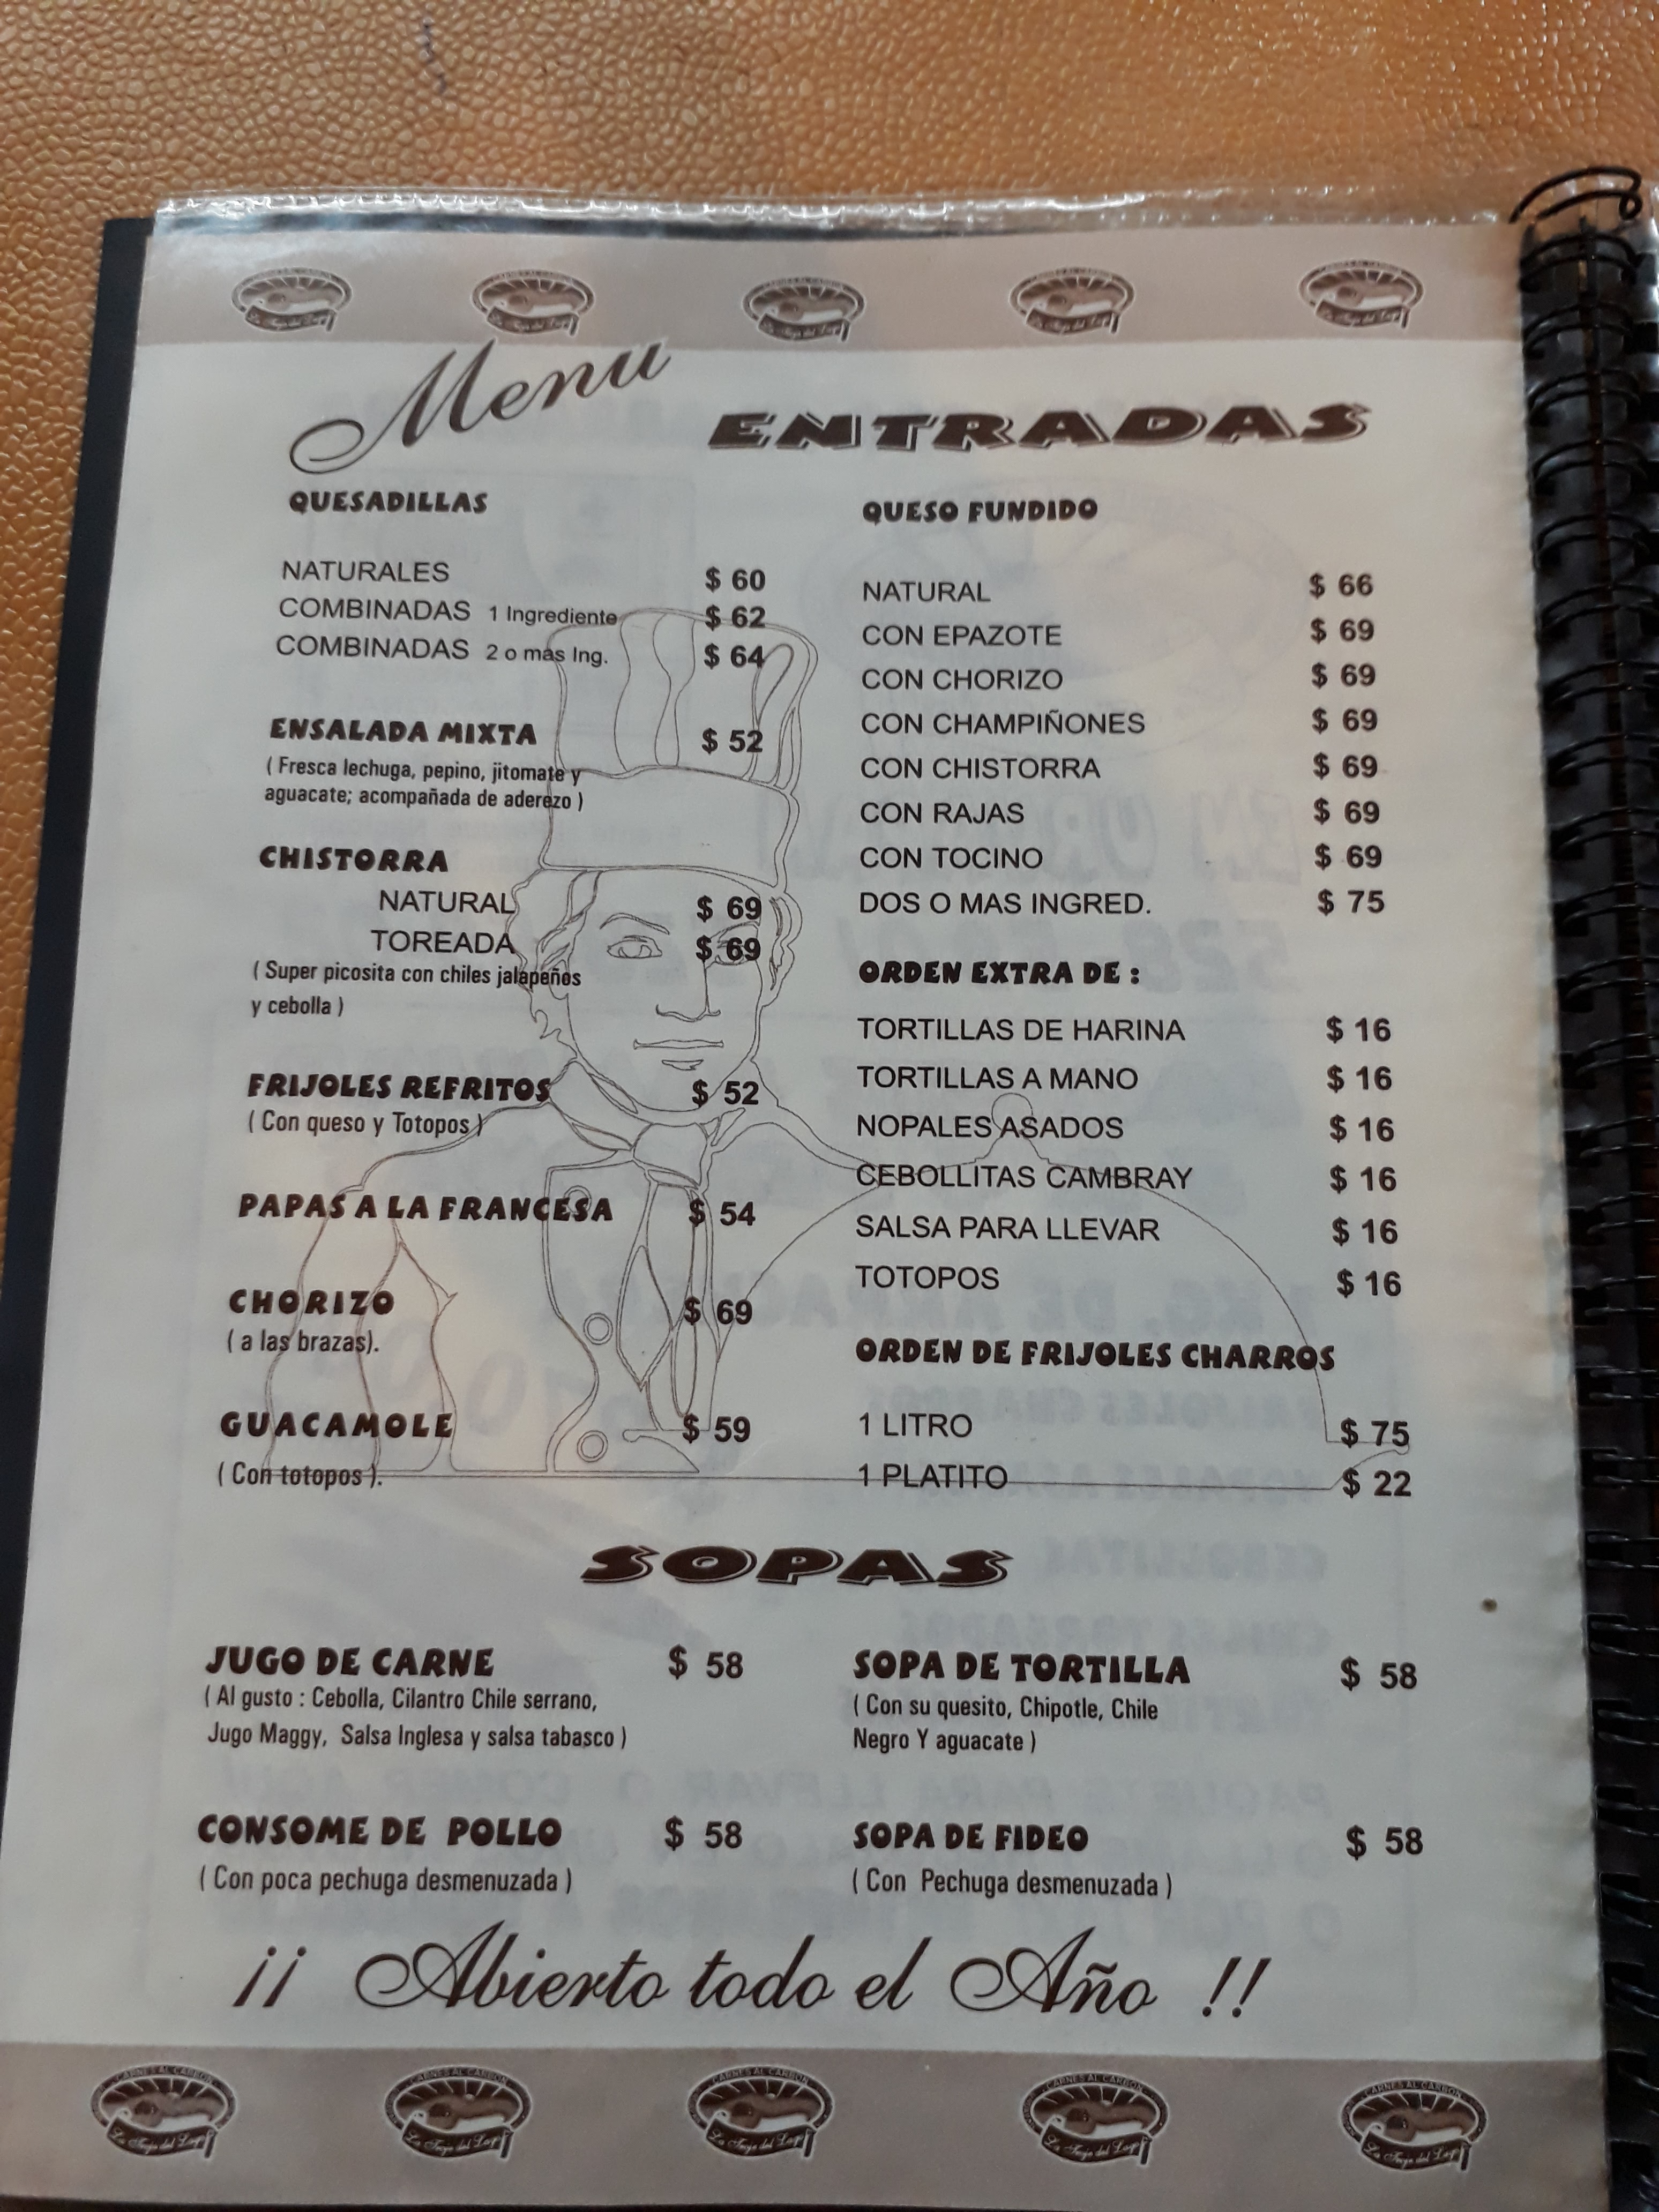 CARNES AL CARBON
La Troje del Lago
Menu
ENTRADAS
QUESADILLAS
NATURALES $ 60
COMBINADAS 1 Ingrediente $ 62
COMBINADAS 2 o mas Ing. $ 64
ENSALADA MIXTA $ 52
( Fresca lechuga, pepino, jitomate y
aguacate; acompañada de aderezo )
CHISTORRA
NATURAL $ 69
TOREADA $ 69
( Super picosita con chiles jalapeños
y cebolla )
FRIJOLES REFRITOS $ 52
( Con queso y Totopos )
PAPAS A LA FRANCESA $ 54
CHORIZO $ 69
( a las brazas).
GUACAMOLE $ 59
( Con totopos ).
QUESO FUNDIDO
NATURAL $ 66
CON EPAZOTE $ 69
CON CHORIZO $ 69
CON CHAMPIÑONES $ 69
CON CHISTORRA $ 69
CON RAJAS $ 69
CON TOCINO $ 69
DOS O MAS INGRED. $ 75
ORDEN EXTRA DE :
TORTILLAS DE HARINA $ 16
TORTILLAS A MANO $ 16
NOPALES ASADOS $ 16
CEBOLLITAS CAMBRAY $ 16
SALSA PARA LLEVAR $ 16
TOTOPOS $ 16
ORDEN DE FRIJOLES CHARROS
1 LITRO $ 75
1 PLATITO $ 22
SOPAS
JUGO DE CARNE $ 58
( Al gusto : Cebolla, Cilantro Chile serrano,
Jugo Maggy, Salsa Inglesa y salsa tabasco )
SOPA DE TORTILLA $ 58
( Con su quesito, Chipotle, Chile
Negro Y aguacate )
CONSOME DE POLLO $ 58
( Con poca pechuga desmenuzada )
SOPA DE FIDEO $ 58
( Con Pechuga desmenuzada )
¡¡ Abierto todo el Año !!